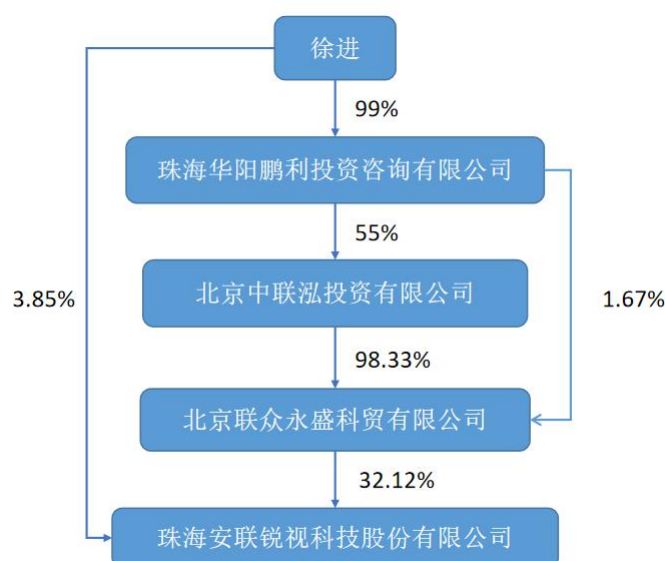 徐进
99%
珠海华阳鹏利投资咨询有限公司
55%
北京中联泓投资有限公司
3.85%
1.67%
98.33%
北京联众永盛科贸有限公司
32.12%
珠海安联锐视科技股份有限公司